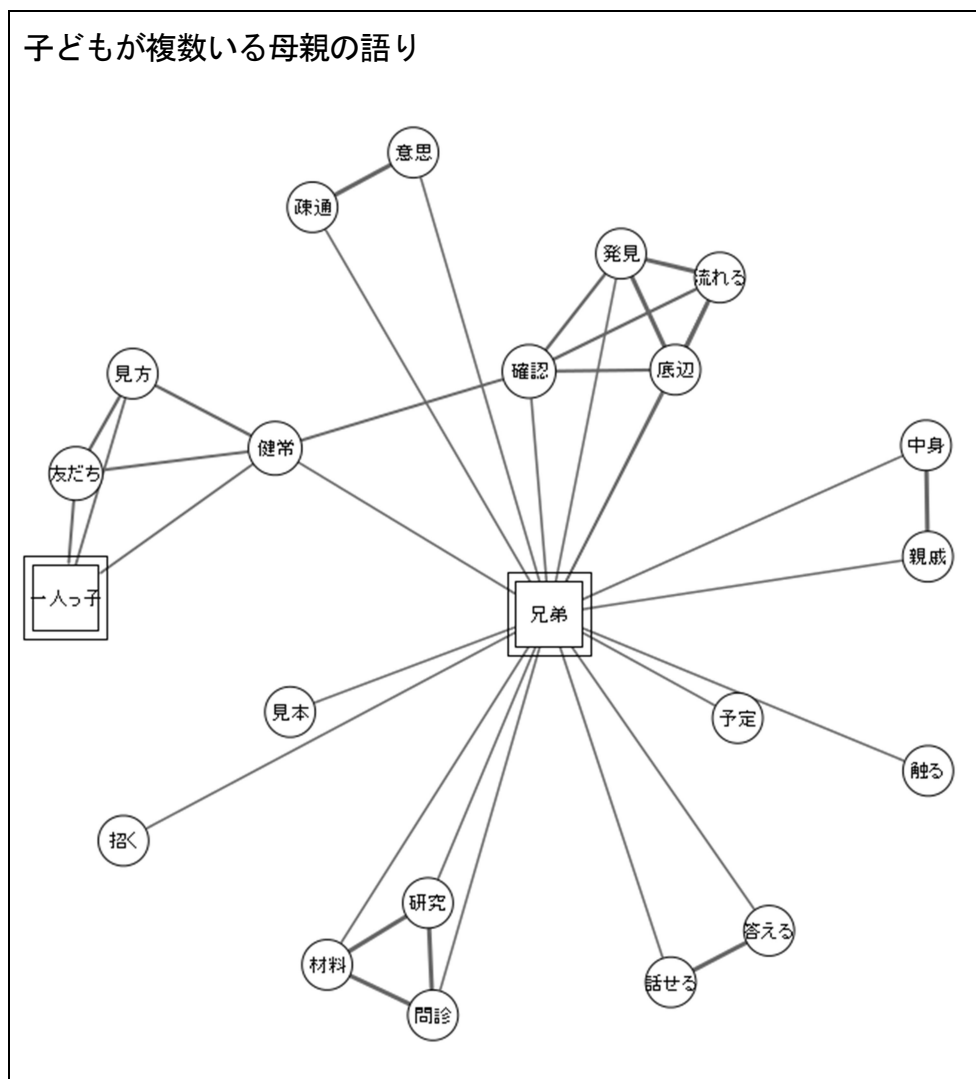 子どもが複数いる母親の語り
意思
疎通
発見
流れる
見方
確認
底辺
健常
中身
友だち
親戚
一人っ子
兄弟
見本
予定
触る
招く
研究
答える
材料
話せる
問診